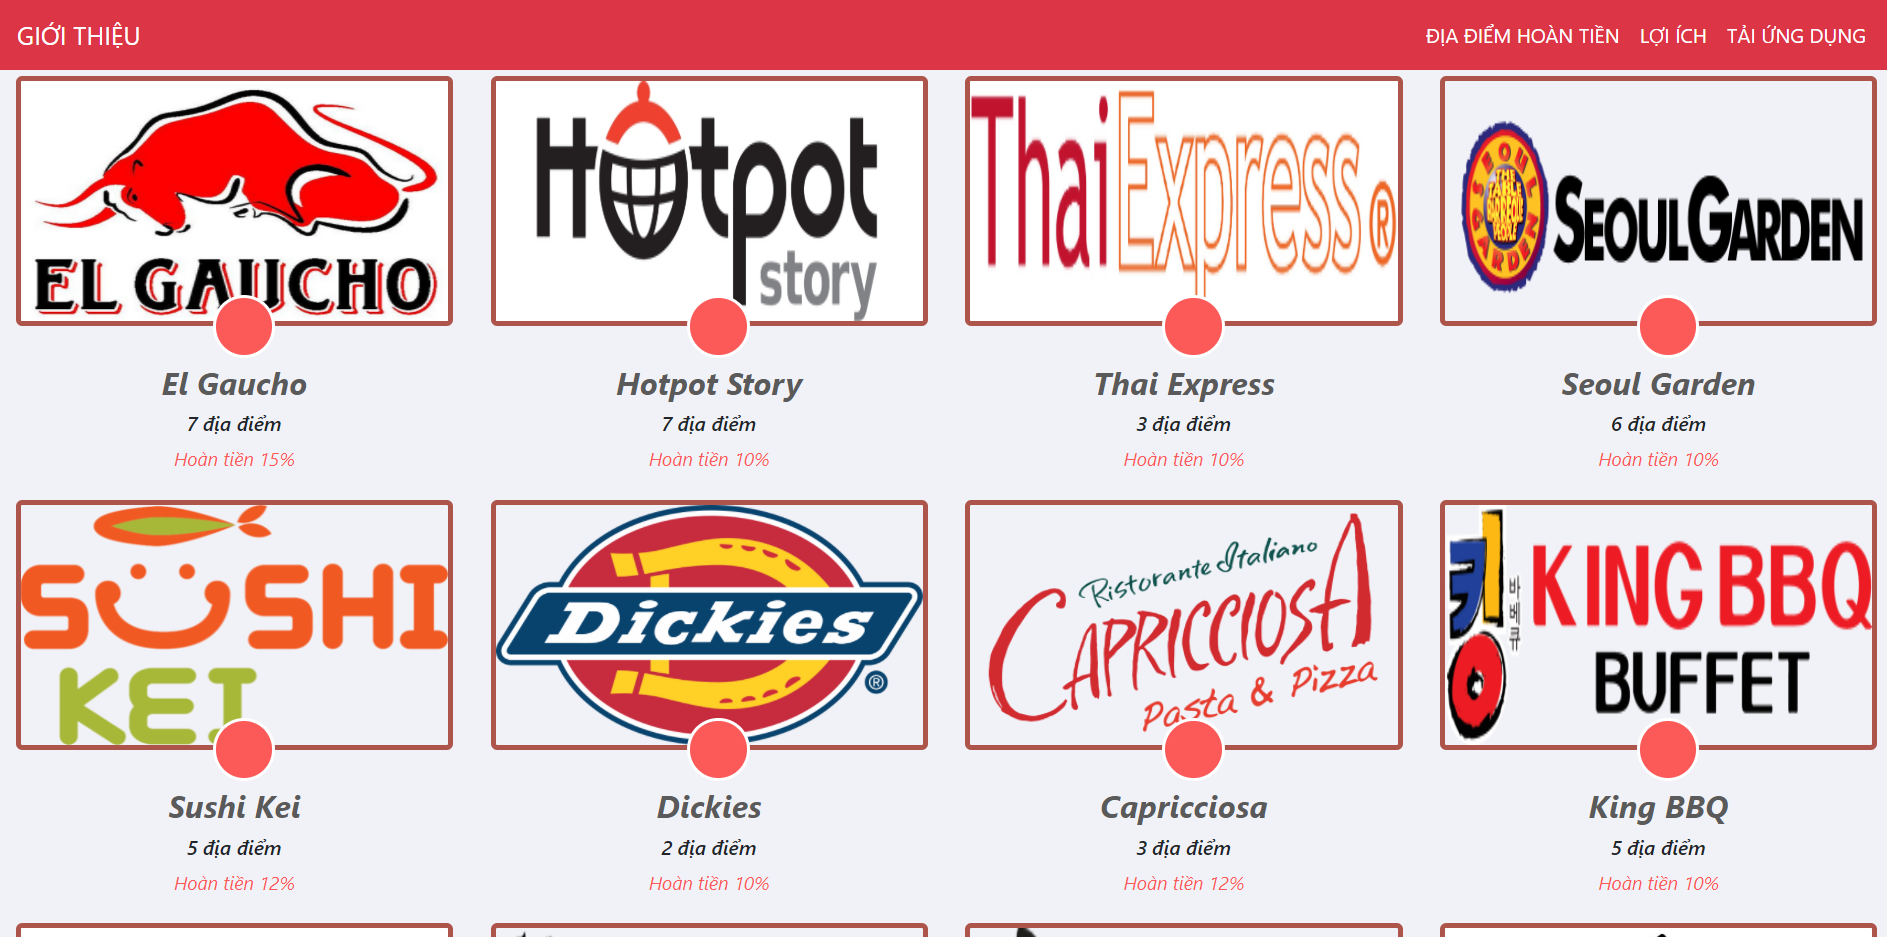 GIỚI THIỆU
ĐỊA ĐIỂM HOÀN TIỀN LỢI ÍCH TẢI ỨNG DỤNG
EL GAUCHO
Hotpot
story
ThaiExpress®
SEOUL GARDEN
THE TABLE BARBECUE PEOPLE
SEOUL GARDEN
El Gaucho
7 địa điểm
Hoàn tiền 15%
Hotpot Story
7 địa điểm
Hoàn tiền 10%
Thai Express
3 địa điểm
Hoàn tiền 10%
Seoul Garden
6 địa điểm
Hoàn tiền 10%
SUSHI
KEI
Dickies
®
Ristorante Italiano
CAPRICCIOSA
Pasta & Pizza
킹
바베큐
KING BBQ
BUFFET
Sushi Kei
5 địa điểm
Hoàn tiền 12%
Dickies
2 địa điểm
Hoàn tiền 10%
Capricciosa
3 địa điểm
Hoàn tiền 12%
King BBQ
5 địa điểm
Hoàn tiền 10%